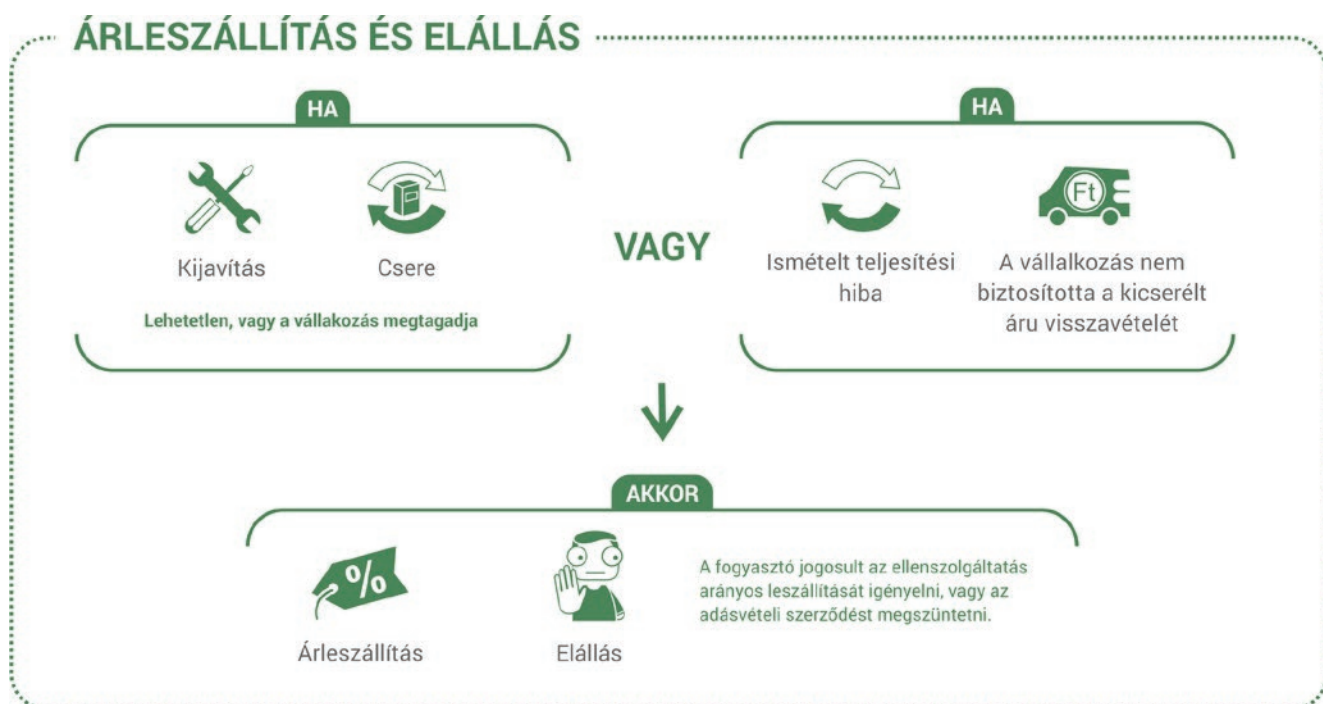 ÁRLESZÁLLÍTÁS ÉS ELÁLLÁS
HA
Kijavítás
Csere
Lehetetlen, vagy a vállakozás megtagadja
VAGY
HA
Ft
Ismételt teljesítési
hiba
A vállalkozás nem
biztosította a kicserélt
áru visszavételét
AKKOR
%
Árleszállítás
Elállás
A fogyasztó jogosult az ellenszolgáltatás
arányos leszállítását igényelni, vagy az
adásvételi szerződést megszüntetni.